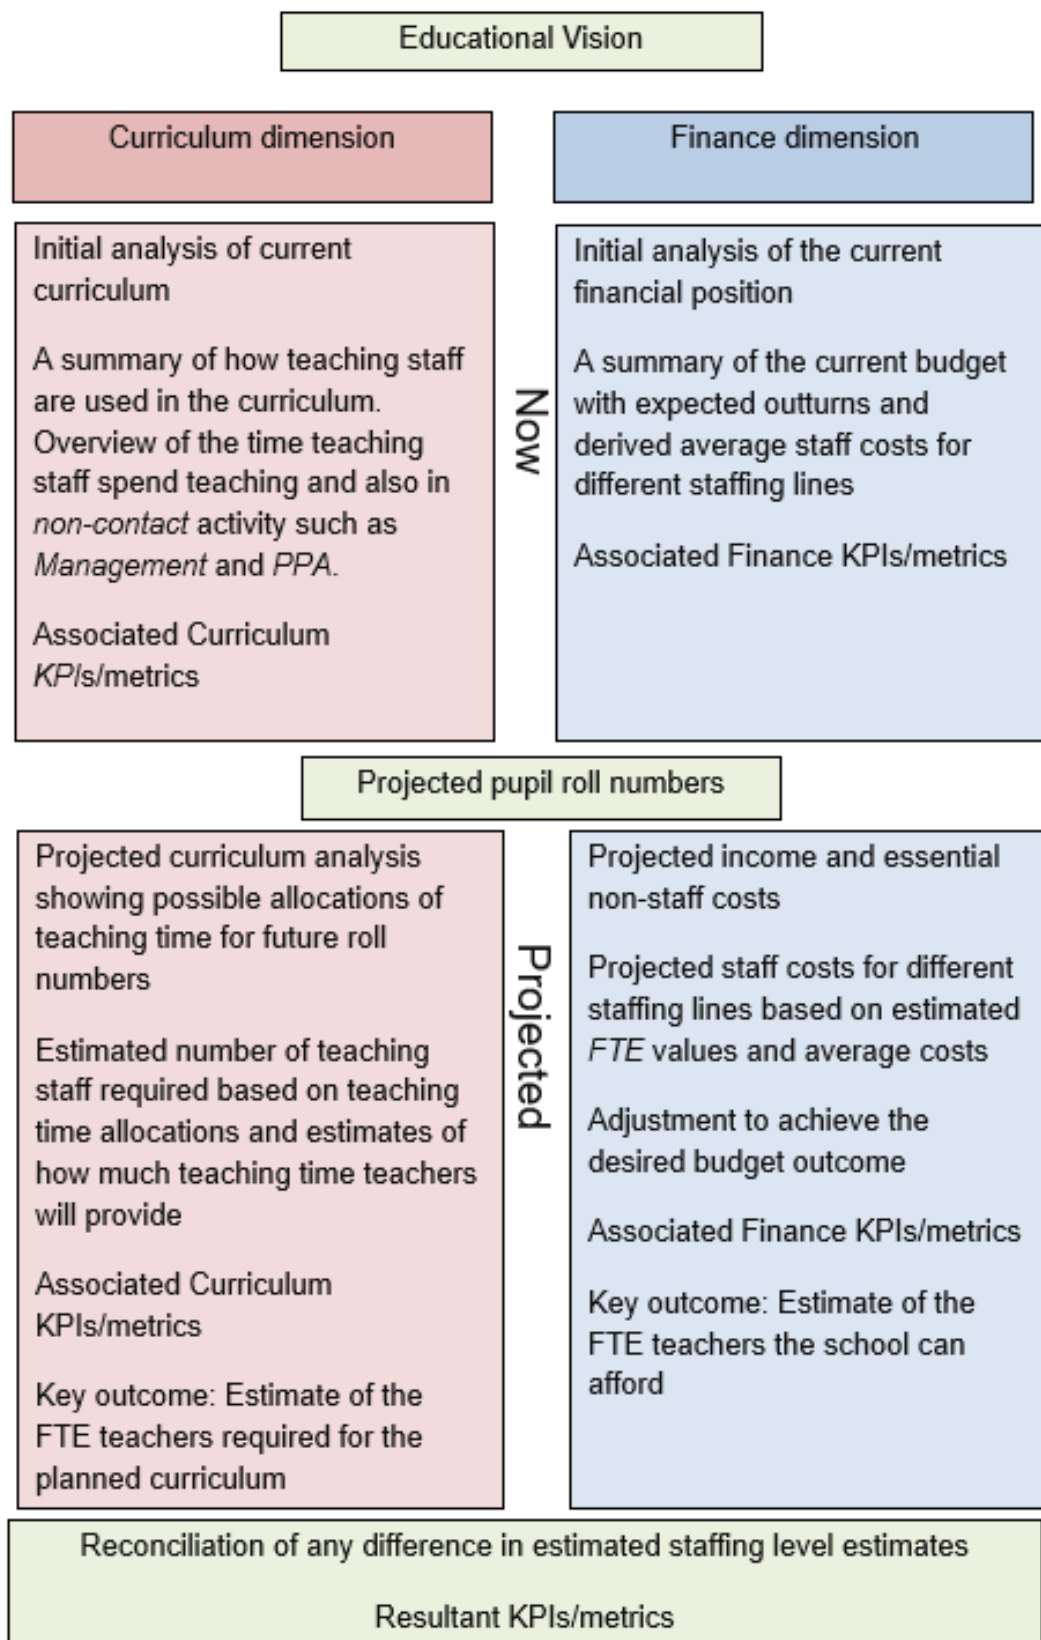 Educational Vision
Curriculum dimension
Finance dimension
Initial analysis of current
curriculum
A summary of how teaching staff
are used in the curriculum.
Overview of the time teaching
staff spend teaching and also in
non-contact activity such as
Management and PPA.
Associated Curriculum
KPIs/metrics
Now
Initial analysis of the current
financial position
A summary of the current budget
with expected outturns and
derived average staff costs for
different staffing lines
Associated Finance KPIs/metrics
Projected pupil roll numbers
Projected curriculum analysis
showing possible allocations of
teaching time for future roll
numbers
Estimated number of teaching
staff required based on teaching
time allocations and estimates of
how much teaching time teachers
will provide
Associated Curriculum
KPIs/metrics
Key outcome: Estimate of the
FTE teachers required for the
planned curriculum
Projected
Projected income and essential
non-staff costs
Projected staff costs for different
staffing lines based on estimated
FTE values and average costs
Adjustment to achieve the
desired budget outcome
Associated Finance KPIs/metrics
Key outcome: Estimate of the
FTE teachers the school can
afford
Reconciliation of any difference in estimated staffing level estimates
Resultant KPIs/metrics